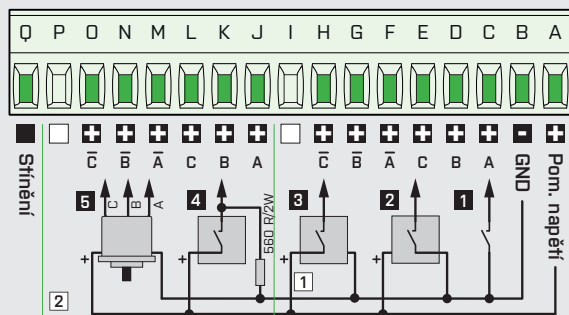 Q P O N M L K J I H G F E D C B A
C̅ B̅ A̅ C B A C̅ B̅ A̅ C B A GND Pom. napětí
Stínění
5 C B A 4 560 R/2W 3 2 1
+ + + +
2 1